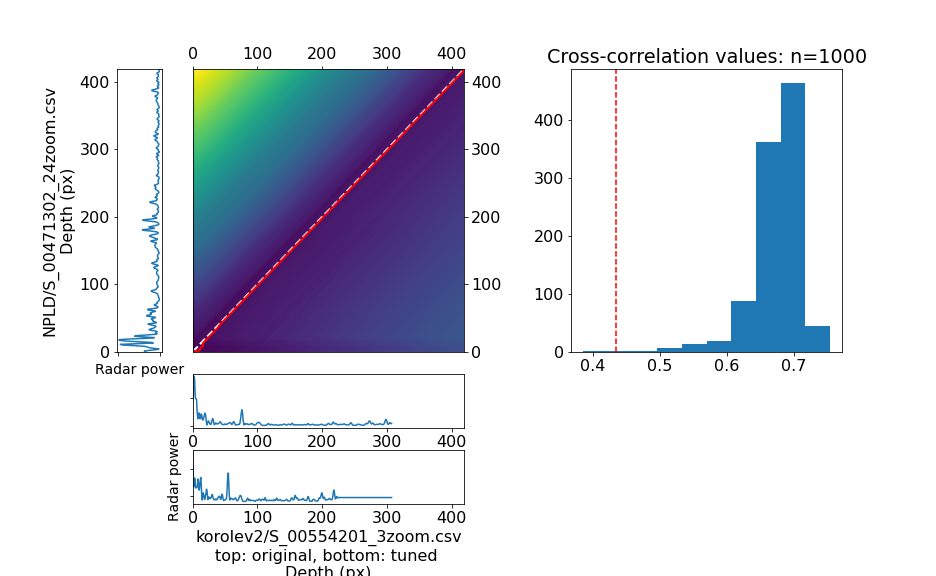 Cross-correlation values: n=1000
0 100 200 300 400
400
300
200
100
0
NPLD/S_00471302_24zoom.csv
Depth (px)
Radar power
400
300
200
100
0
400
300
200
100
0
0.4 0.5 0.6 0.7
0 100 200 300 400
Radar power
0 100 200 300 400
korolev2/S_00554201_3zoom.csv
top: original, bottom: tuned
Depth (px)